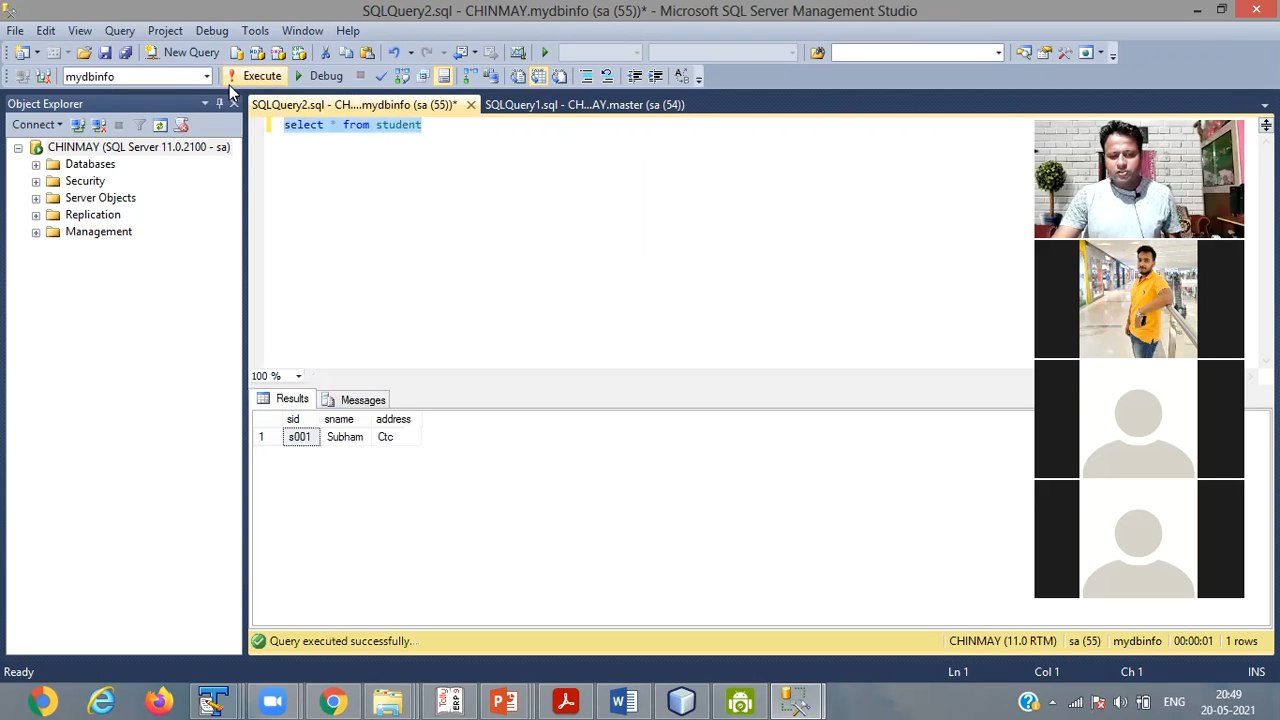 SQLQuery2.sql - CHINMAY.mydbinfo (sa (55))* - Microsoft SQL Server Management Studio
File Edit View Query Project Debug Tools Window Help
New Query
mydbinfo Execute Debug
Object Explorer
SQLQuery2.sql - CH....mydbinfo (sa (55))* SQLQuery1.sql - CH...AY.master (sa (54))
Connect
select * from student
CHINMAY (SQL Server 11.0.2100 - sa)
Databases
Security
Server Objects
Replication
Management
100 %
Results Messages
sid sname address
1 s001 Subham Ctc
Query executed successfully.. CHINMAY (11.0 RTM) sa (55) mydbinfo 00:00:01 1 rows
Ready Ln 1 Col 1 Ch 1 INS
ENG 20:49
20-05-2021